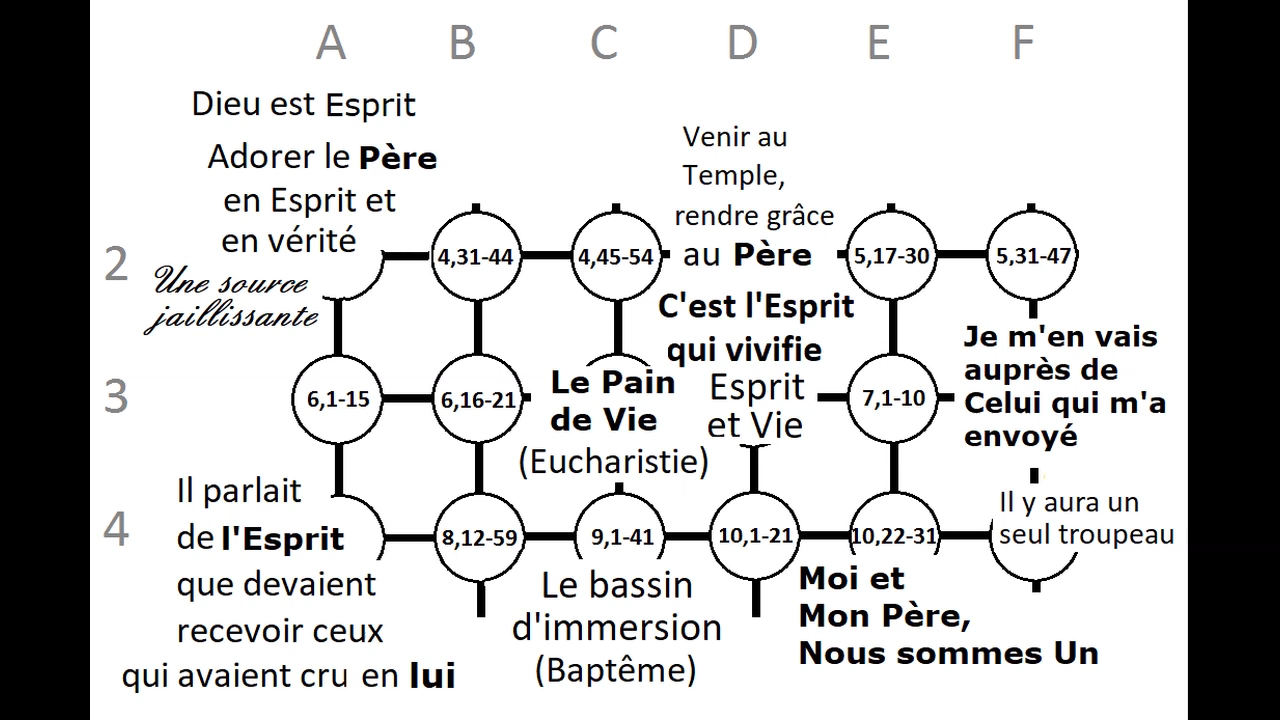 A B C D E F
Dieu est Esprit
Adorer le Père
en Esprit et
en vérité
Une source
jaillissante
Venir au
Temple,
rendre grâce
au Père
2
4,31-44
4,45-54
5,17-30
5,31-47
C'est l'Esprit
qui vivifie
Esprit
et Vie
3
6,1-15
6,16-21
Le Pain
de Vie
(Eucharistie)
7,1-10
Je m'en vais
auprès de
Celui qui m'a
envoyé
4
Il parlait
de l'Esprit
que devaient
recevoir ceux
qui avaient cru en lui
8,12-59
9,1-41
10,1-21
10,22-31
Il y aura un
seul troupeau
Le bassin
d'immersion
(Baptême)
Moi et
Mon Père,
Nous sommes Un